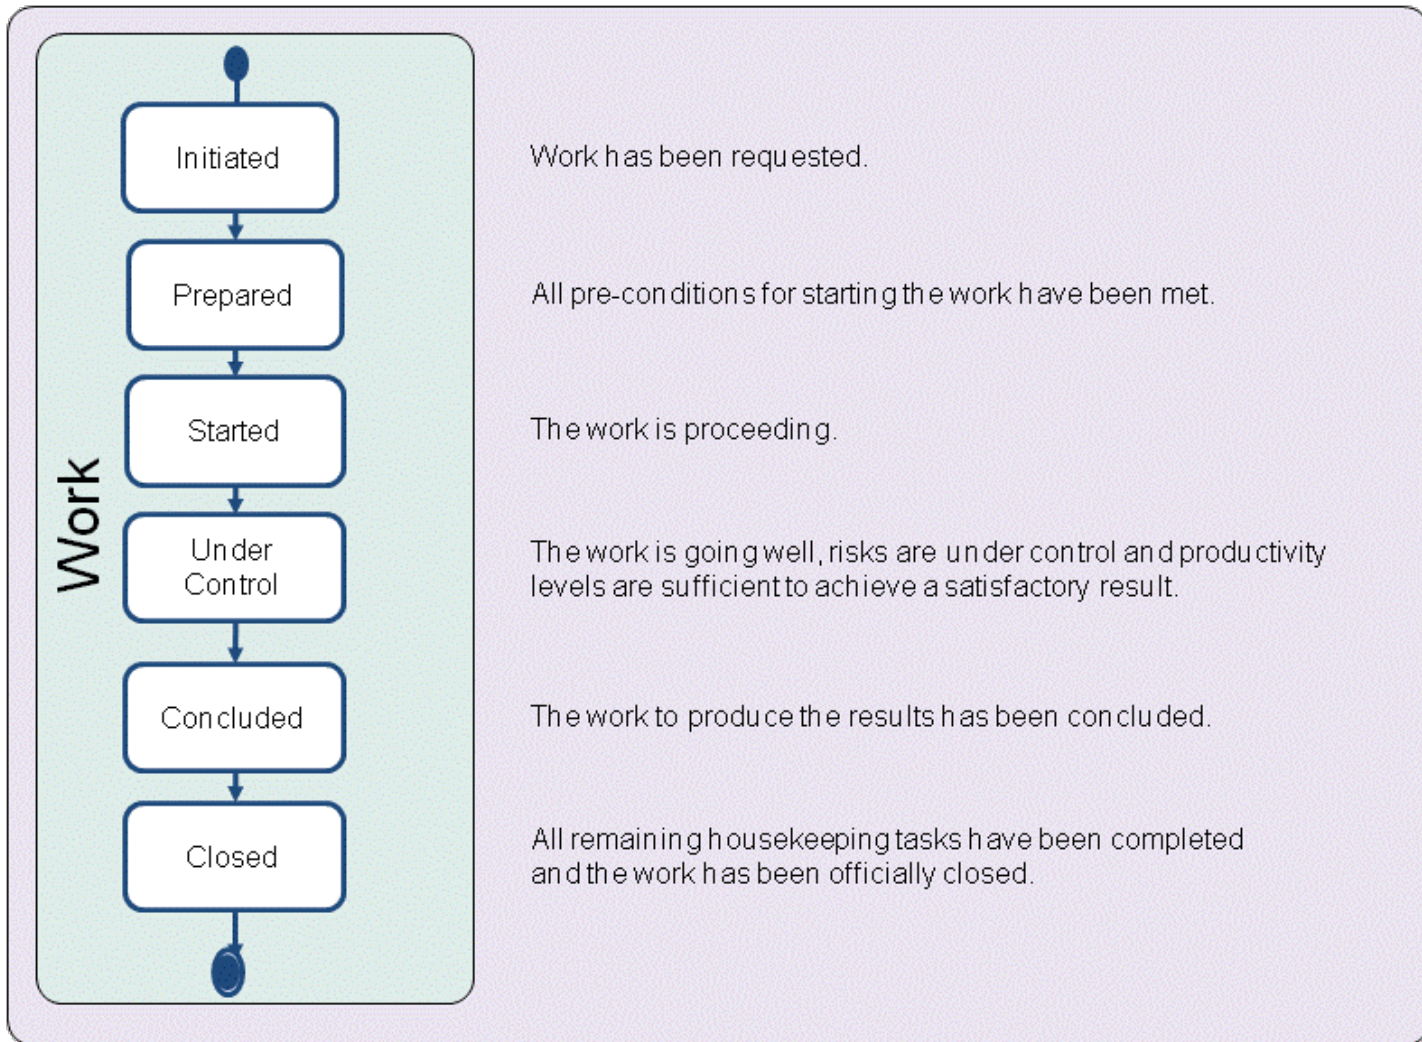 Work
Initiated
Work has been requested.
Prepared
All pre-conditions for starting the work have been met.
Started
The work is proceeding.
Under
Control
The work is going well, risks are under control and productivity
levels are sufficient to achieve a satisfactory result.
Concluded
The work to produce the results has been concluded.
Closed
All remaining housekeeping tasks have been completed
and the work has been officially closed.